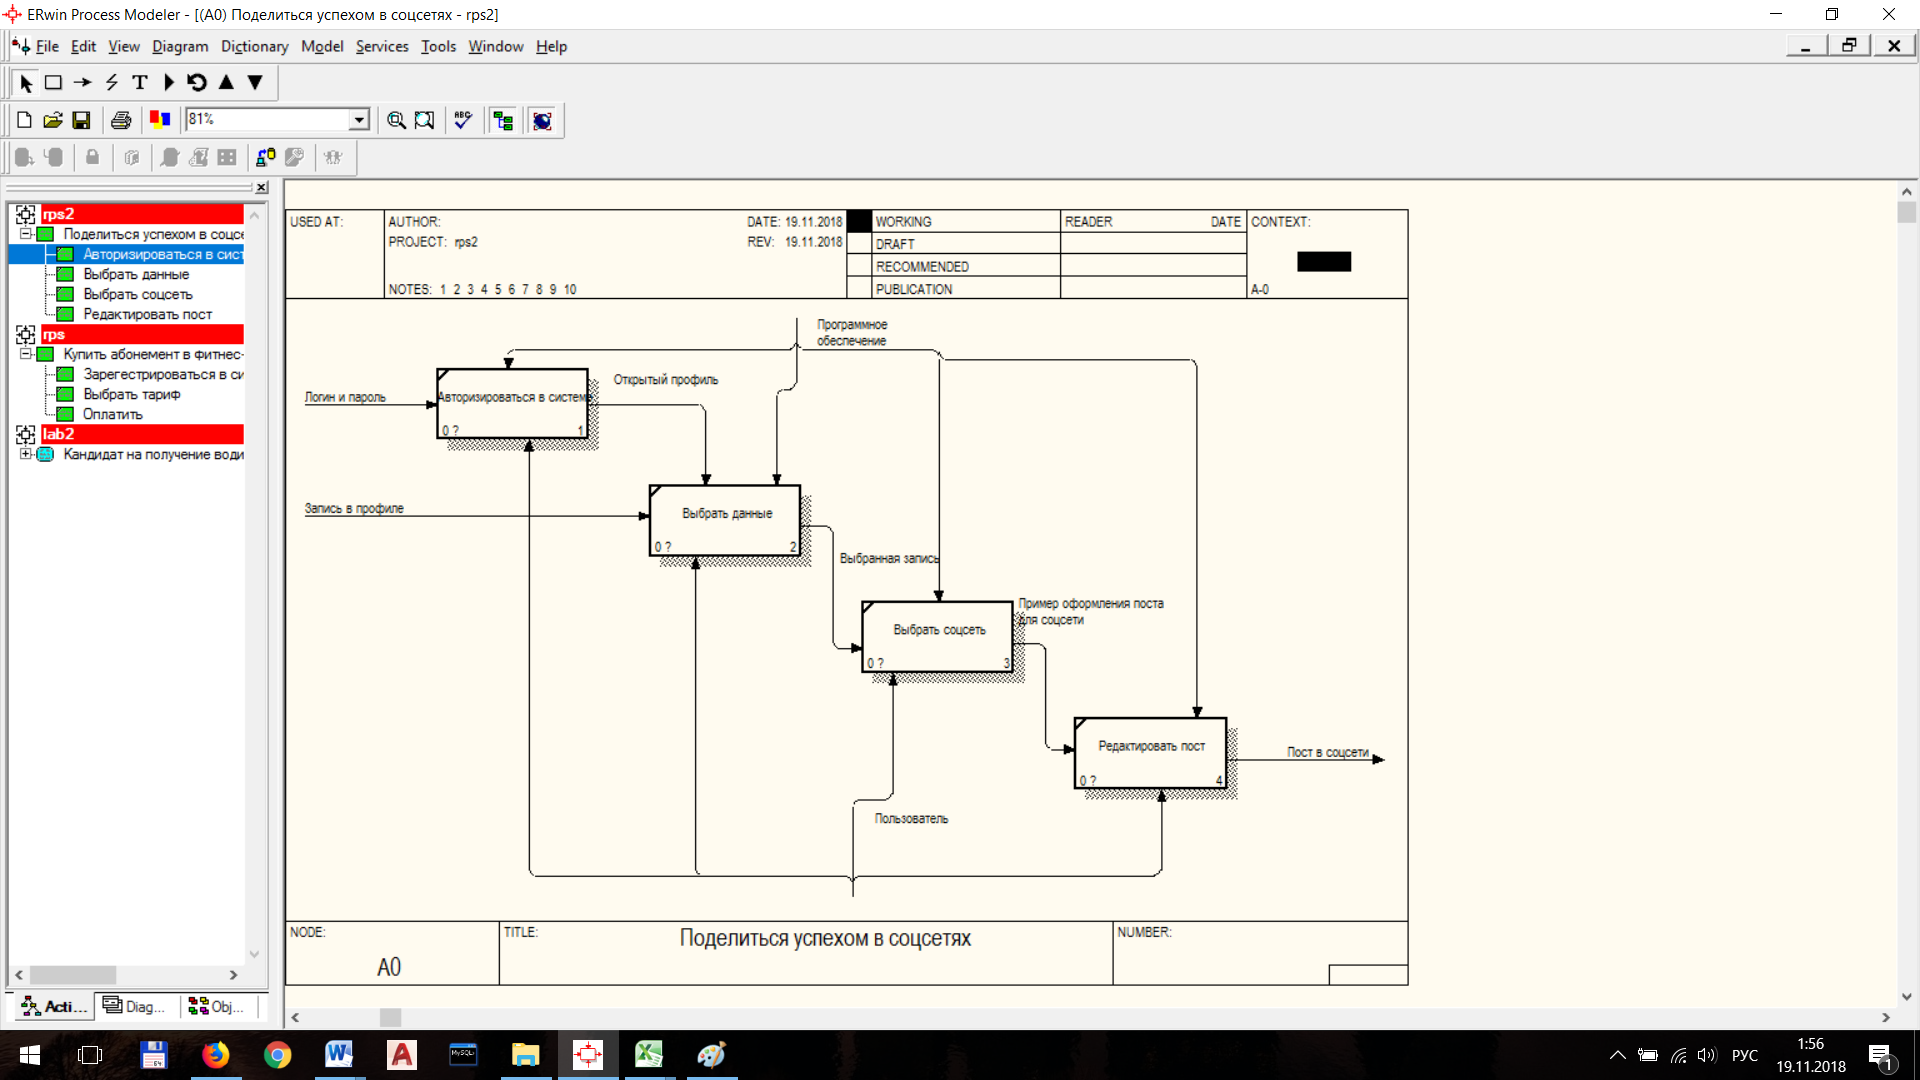 ERwin Process Modeler - [(A0) Поделиться успехом в соцсетях - rps2]
File Edit View Diagram Dictionary Model Services Tools Window Help
81%
rps2
Поделиться успехом в соцсе
Авторизироваться в сист
Выбрать данные
Выбрать соцсеть
Редактировать пост
rps
Купить абонемент в фитнес-
Зарегестрироваться в си
Выбрать тариф
Оплатить
lab2
Кандидат на получение води
Acti... Diag... Obj...
USED AT:
AUTHOR:
DATE: 19.11.2018
PROJECT: rps2
REV: 19.11.2018
NOTES: 1 2 3 4 5 6 7 8 9 10
WORKING
DRAFT
RECOMMENDED
PUBLICATION
READER DATE
CONTEXT:
A-0
Программное
обеспечение
Открытый профиль
Логин и пароль
Авторизироваться в системе
0 ? 1
Запись в профиле
Выбрать данные
0 ? 2
Выбранная запись
Пример оформления поста
для соцсети
Выбрать соцсеть
0 ? 3
Редактировать пост
0 ? 4
Пост в соцсети
Пользователь
NODE:
A0
TITLE:
Поделиться успехом в соцсетях
NUMBER:
MySQL
РУС
1:56
19.11.2018
1